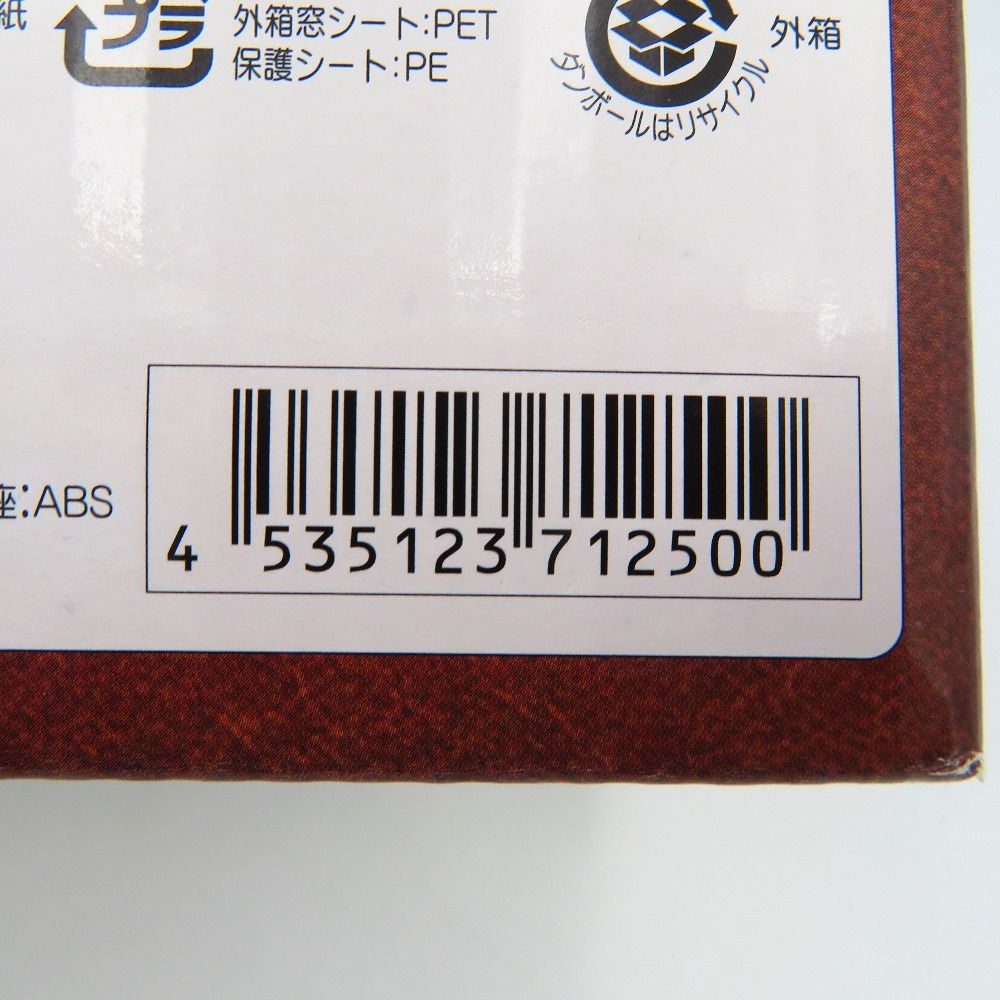 紙
プラ
外箱窓シート:PET
保護シート:PE
外箱
ダンボールはリサイクル
座:ABS
4 535123 712500